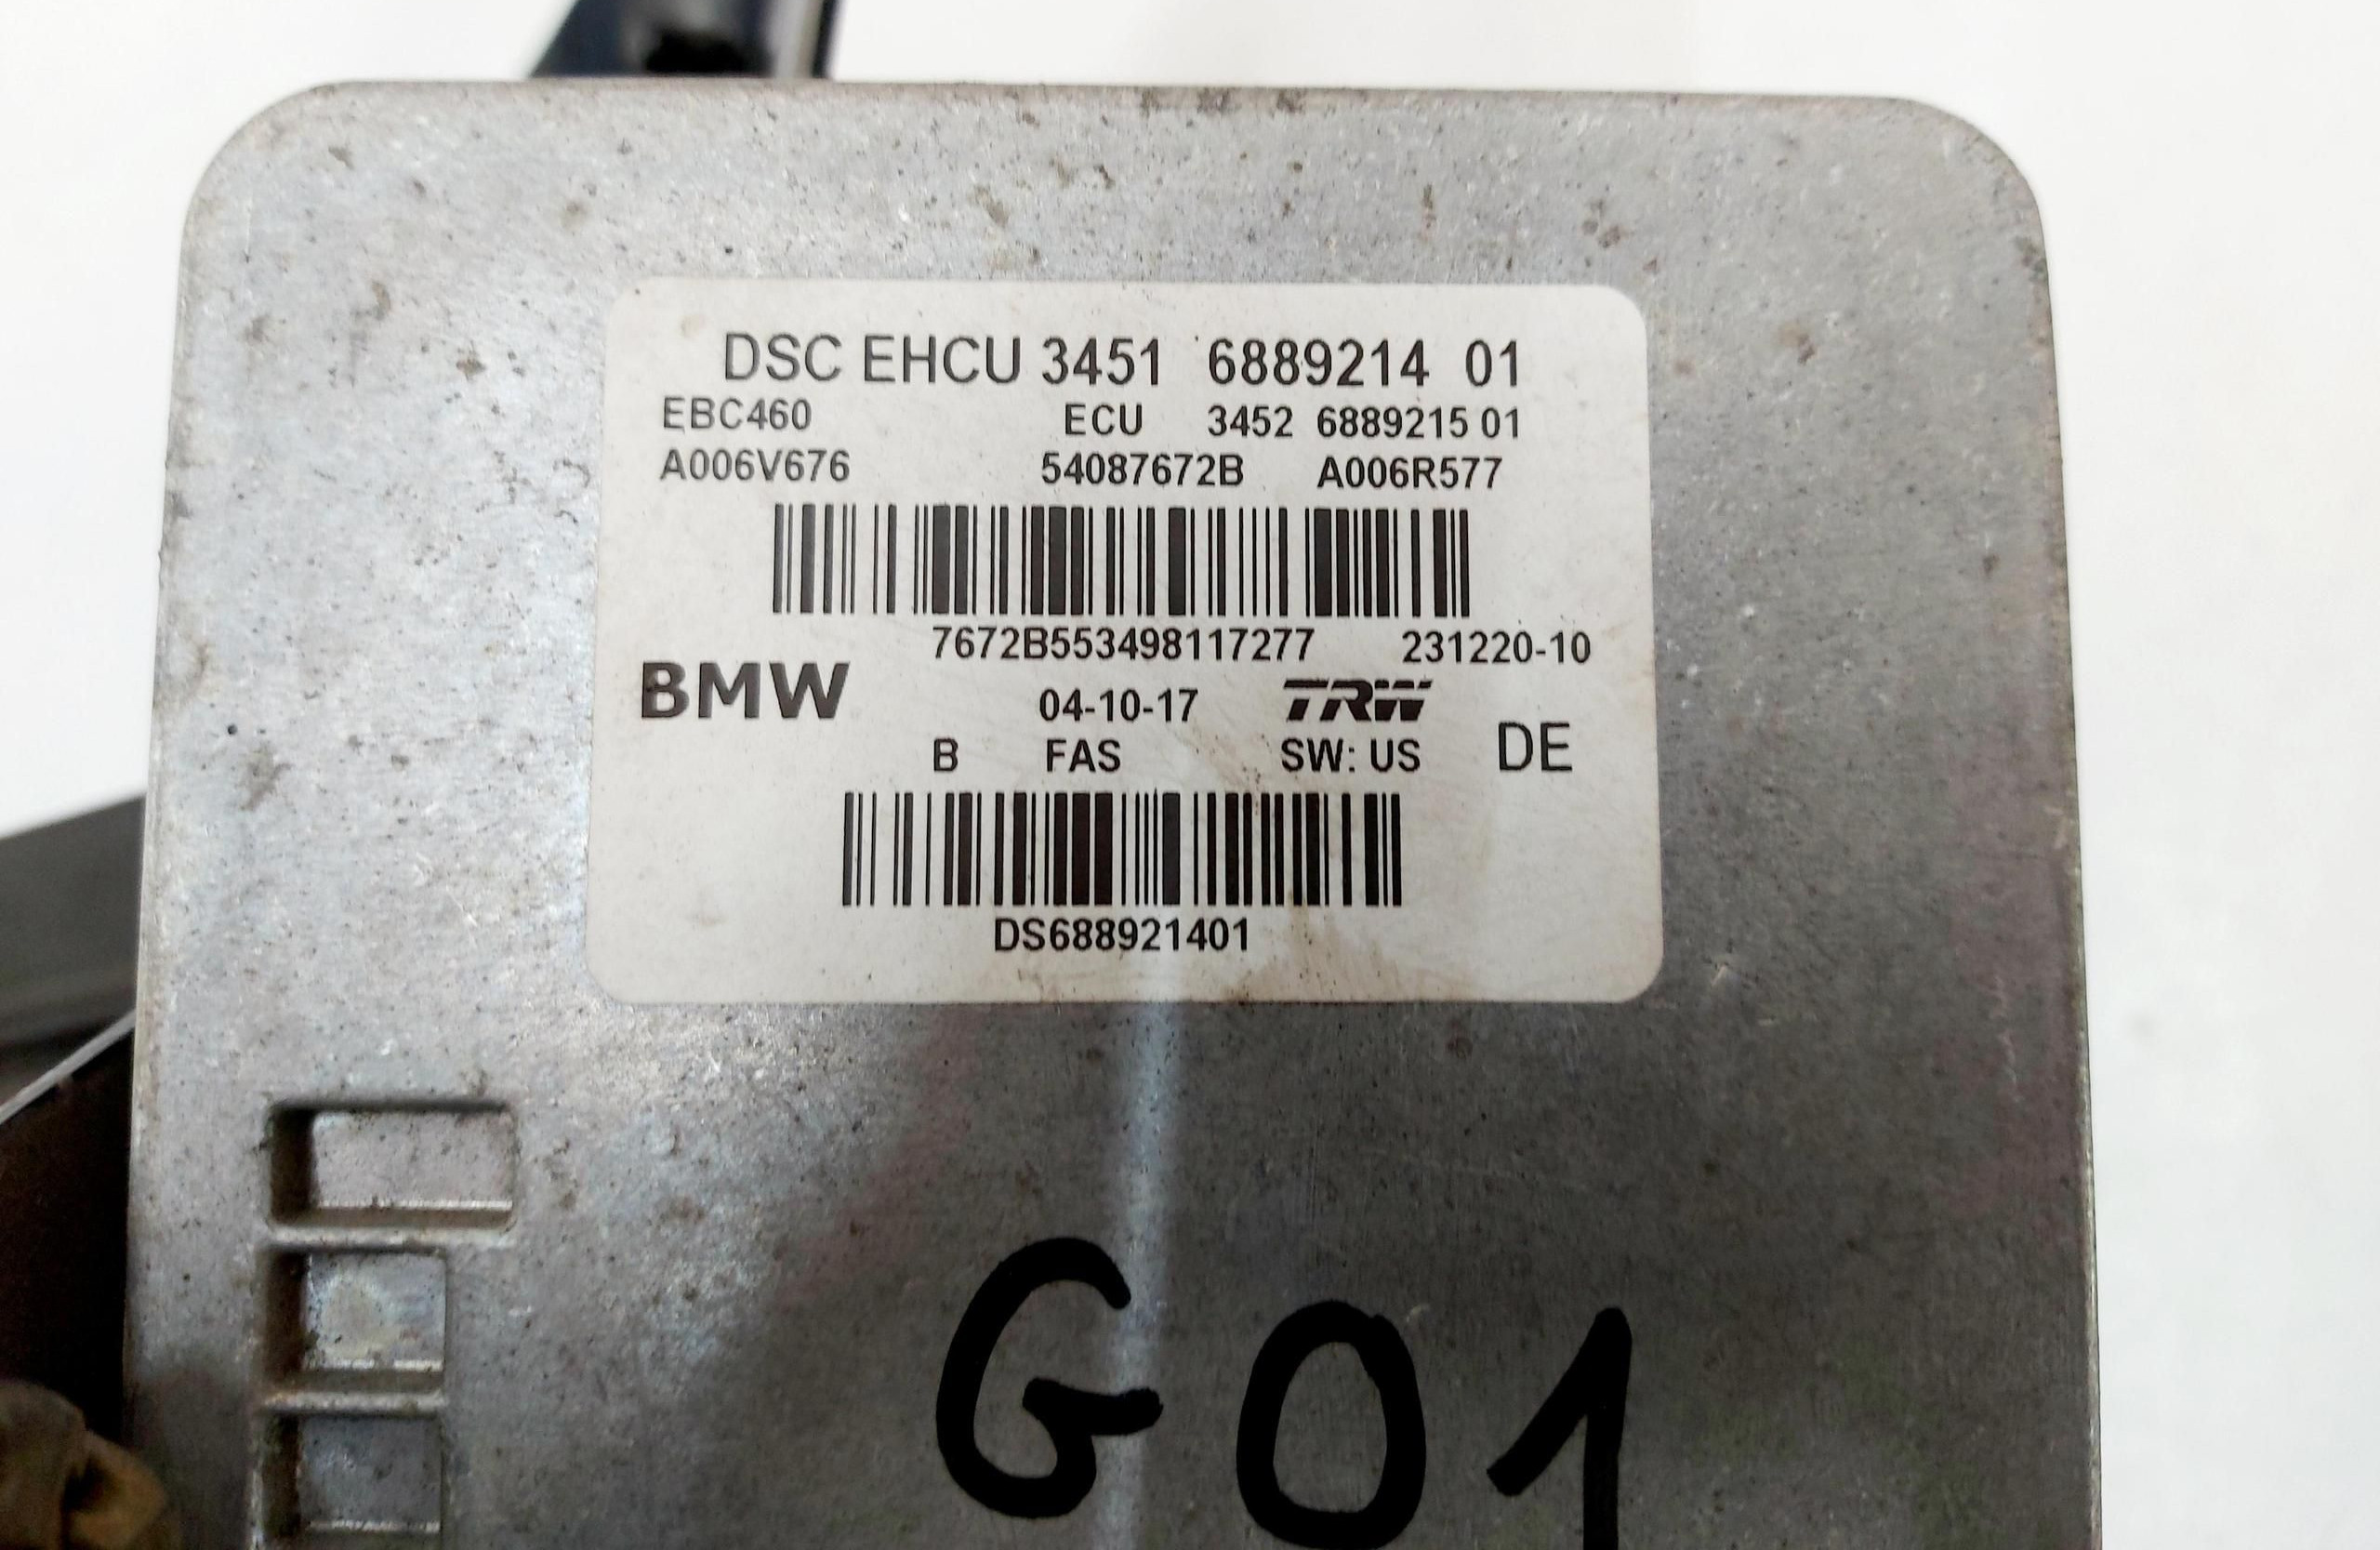 DSC EHCU 3451 6889214 01
EBC460 ECU 3452 6889215 01
A006V676 54087672B A006R577
7672B553498117277 231220-10
BMW 04-10-17 TRW
B FAS SW: US DE
DS688921401
G01